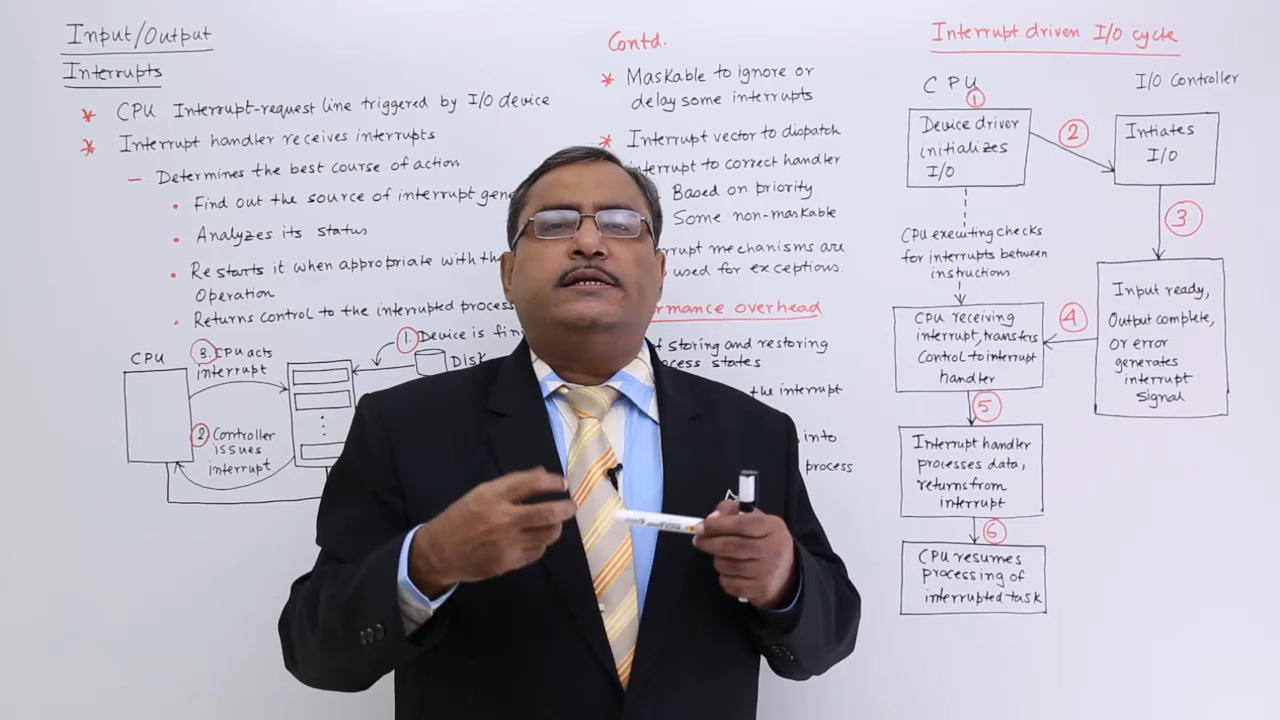 Input/Output
Interrupts
* CPU Interrupt-request line triggered by I/O device
* Interrupt handler receives interrupts
– Determines the best course of action
• Find out the source of interrupt gene
• Analyzes its status
• Restarts it when appropriate with the
Operation
• Returns control to the interrupted process
1. Device is fin
Disk
CPU
3. CPU acts
interrupt
2 Controller
issues
interrupt
Contd.
* Maskable to ignore or
delay some interrupts
* Interrupt vector to dispatch
interrupt to correct handler
Based on priority
Some non-maskable
rrupt mechanisms are
used for exceptions.
rmance overhead
f storing and restoring
cess states
the interrupt
into
process
Interrupt driven I/O cycle
CPU
I/O Controller
1
Device driver
initializes
I/O
2
Intiates
I/O
3
CPU executing checks
for interrupts between
instructions
Input ready,
Output complete,
or error
generates
interrupt
Signal
4
CPU receiving
interrupt, transfers
Control to interrupt
handler
5
Interrupt handler
processes data,
returns from
interrupt
6
CPU resumes
processing of
interrupted task